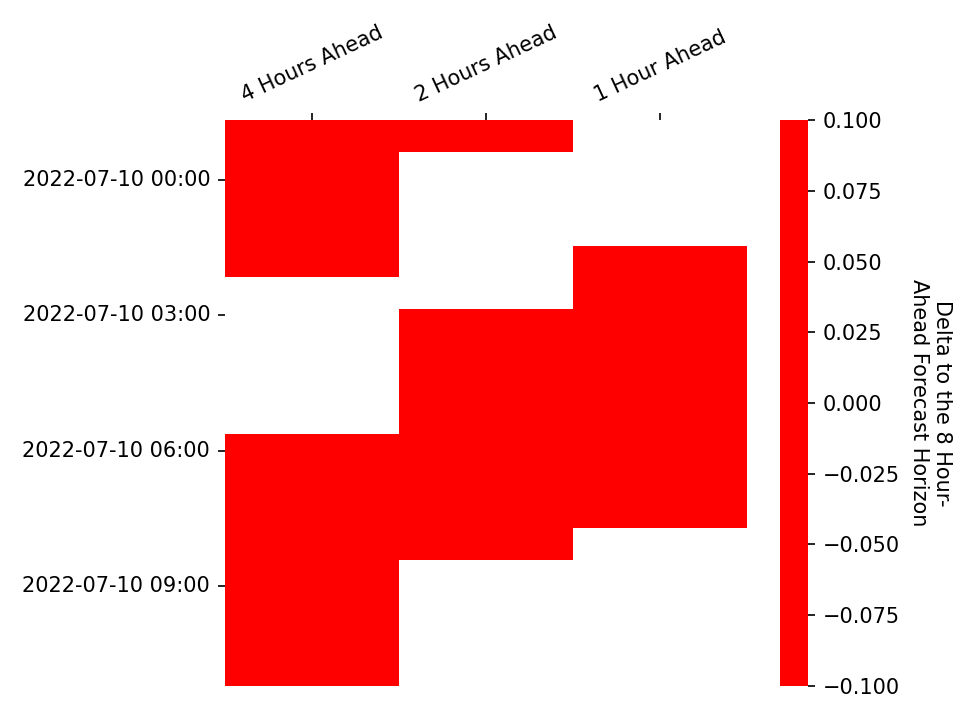 4 Hours Ahead
2 Hours Ahead
1 Hour Ahead
2022-07-10 00:00
2022-07-10 03:00
2022-07-10 06:00
2022-07-10 09:00
0.100
0.075
0.050
0.025
0.000
−0.025
−0.050
−0.075
−0.100
Delta to the 8 Hour-
Ahead Forecast Horizon